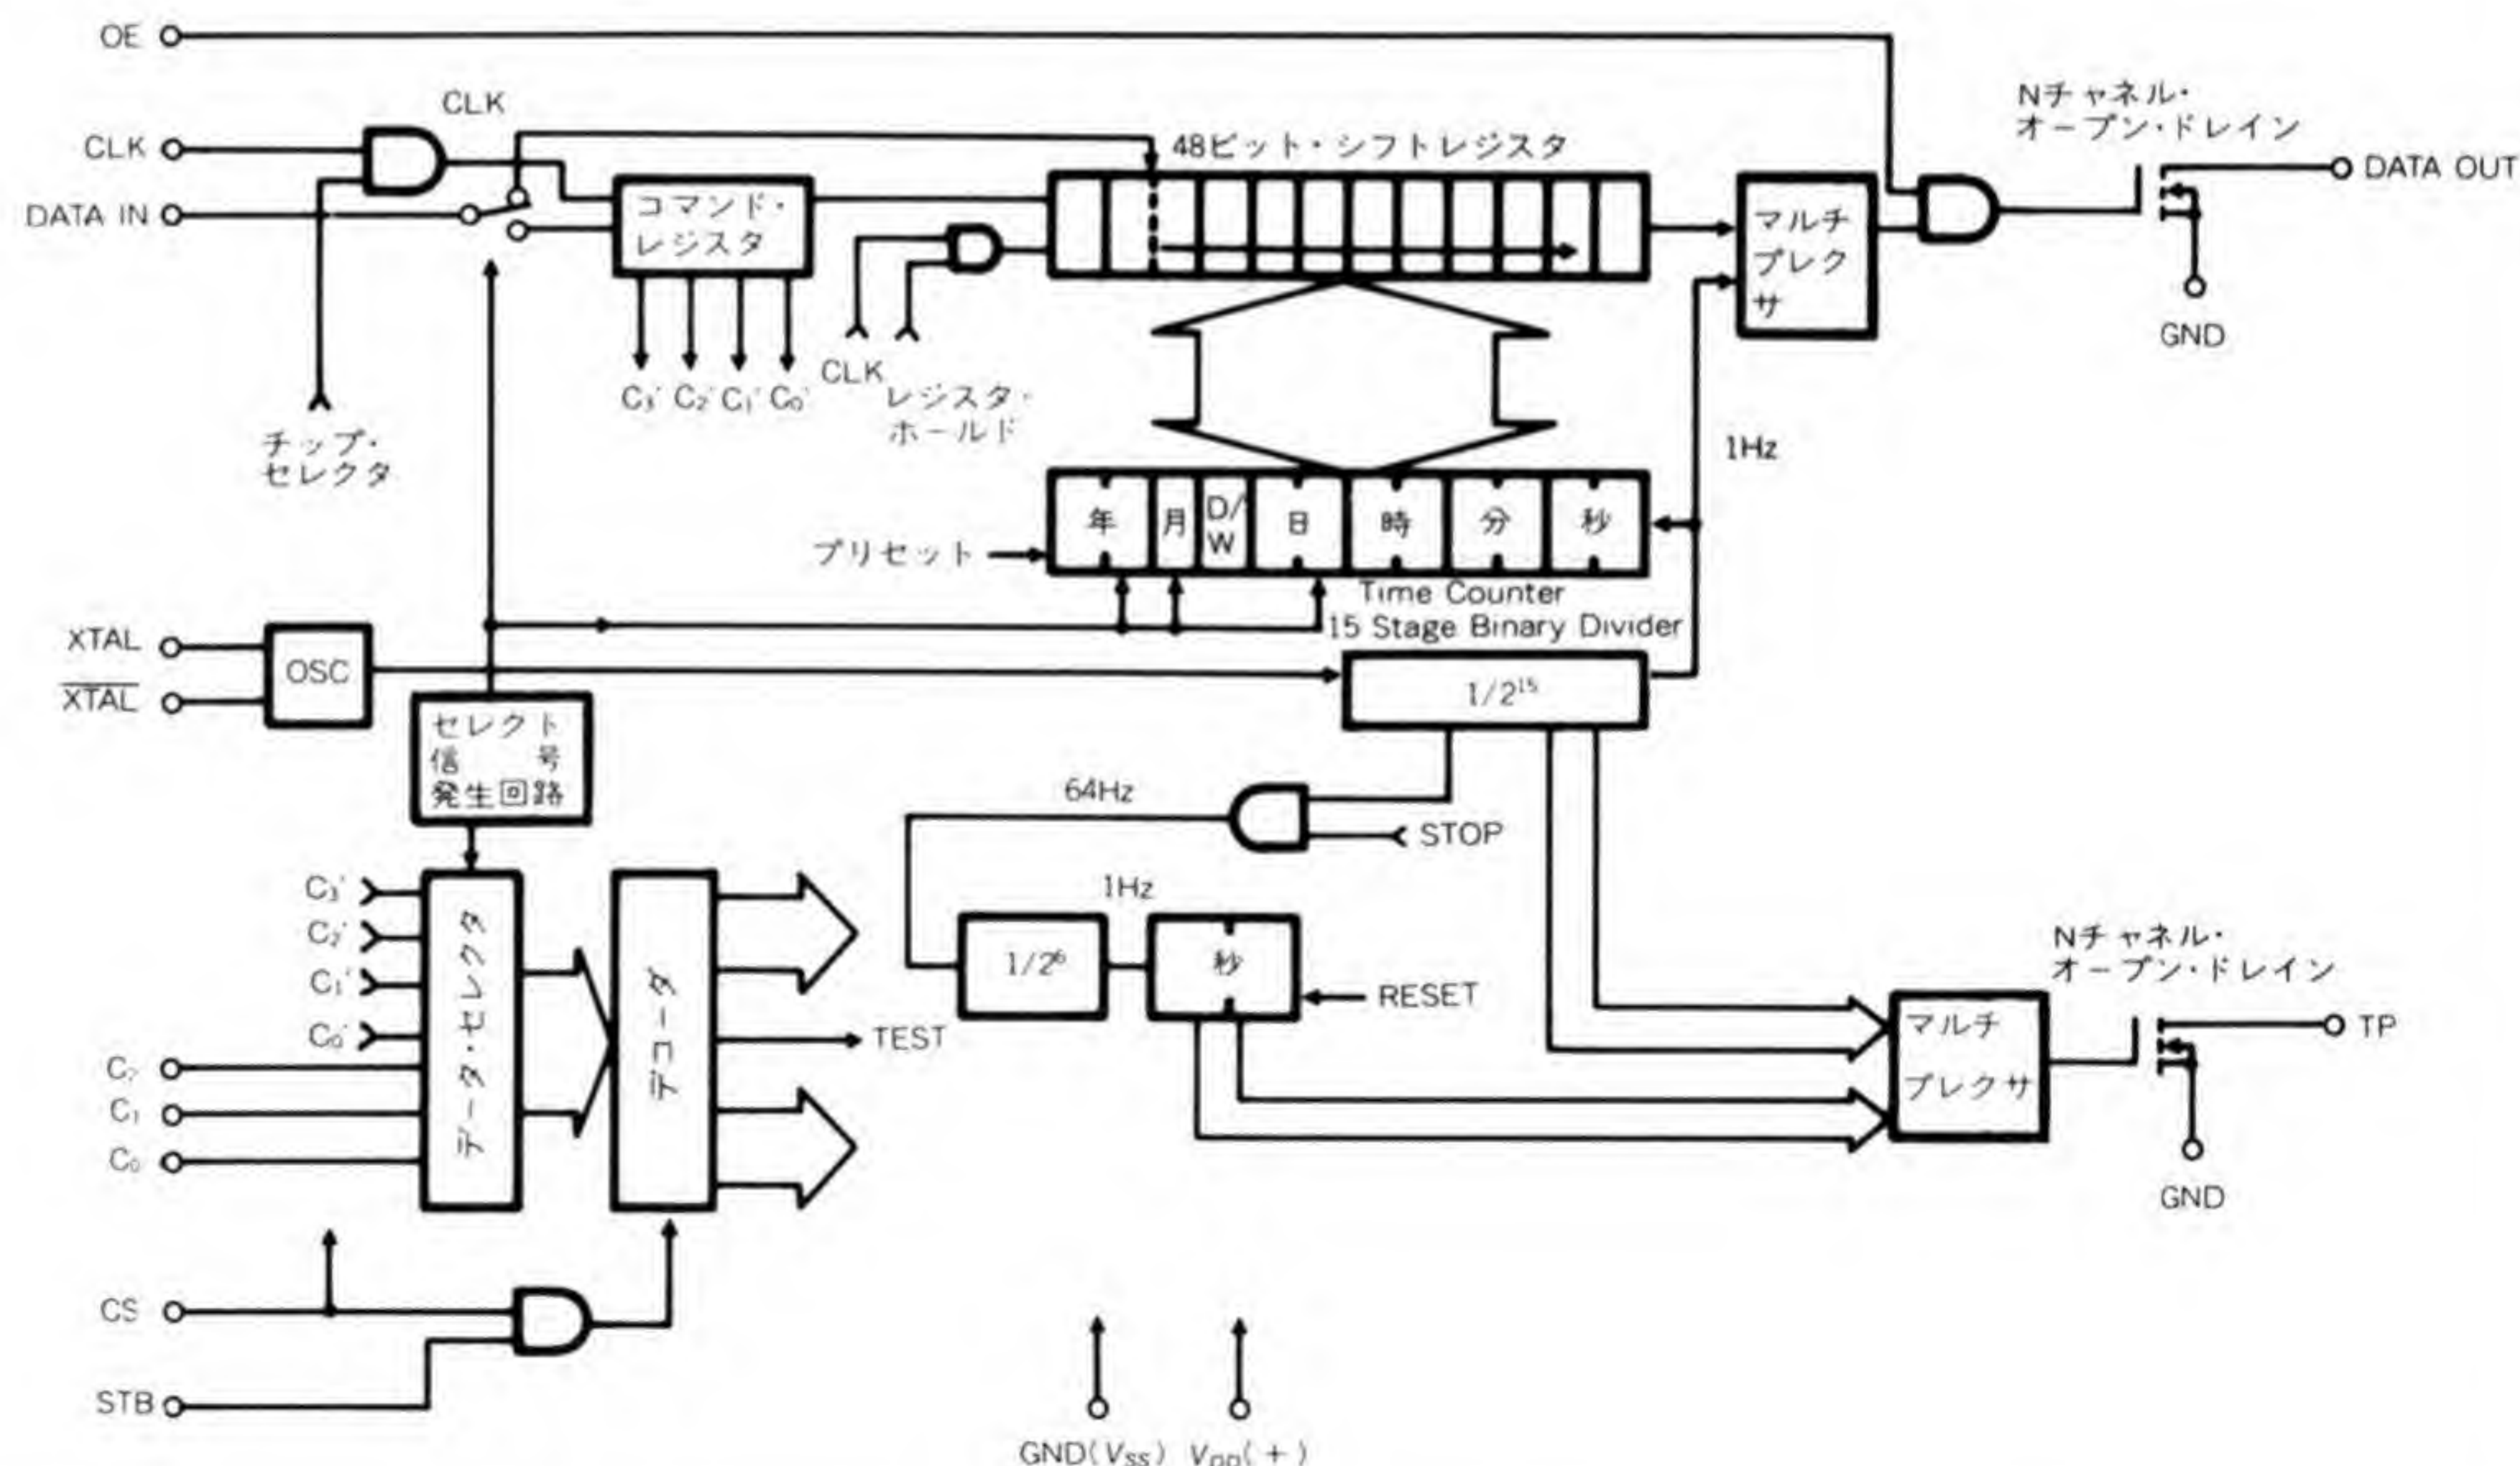 OE
CLK
CLK
DATA IN
チップ・
セレクタ
コマンド・
レジスタ
C₃' C₂' C₁' C₀'
CLK
レジスタ・
ホールド
48ビット・シフトレジスタ
マルチ
プレク
サ
Nチャネル・
オープン・ドレイン
DATA OUT
GND
1Hz
プリセット
年 月 D/W 日 時 分 秒
Time Counter
15 Stage Binary Divider
XTAL
X̅T̅A̅L̅
OSC
1/2¹⁵
セレクト
信 号
発生回路
64Hz
STOP
1Hz
1/2⁶
秒
RESET
C₃'
C₂'
C₁'
C₀'
C₂
C₁
C₀
データ・セレクタ
デコーダ
TEST
マルチ
プレクサ
Nチャネル・
オープン・ドレイン
TP
GND
CS
STB
GND(VSS) VDD(+)